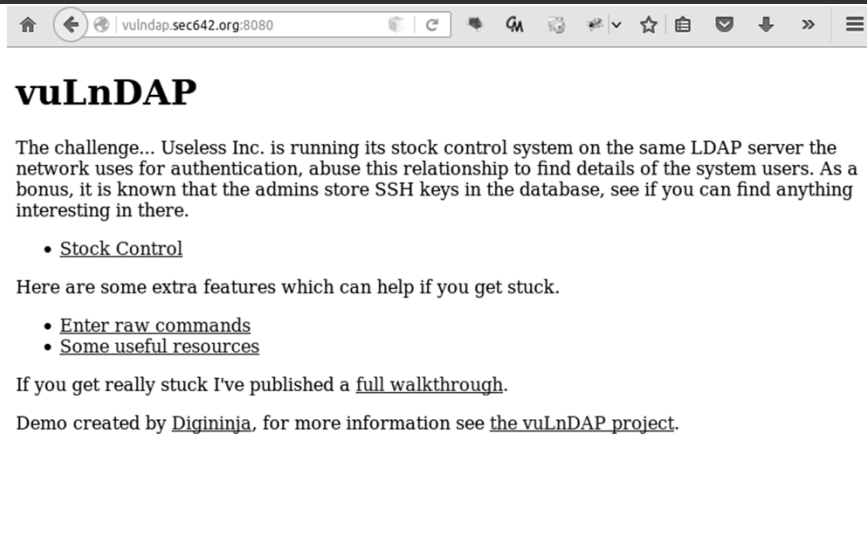 vulndap.sec642.org:8080
vuLnDAP
The challenge... Useless Inc. is running its stock control system on the same LDAP server the
network uses for authentication, abuse this relationship to find details of the system users. As a
bonus, it is known that the admins store SSH keys in the database, see if you can find anything
interesting in there.
• Stock Control
Here are some extra features which can help if you get stuck.
• Enter raw commands
• Some useful resources
If you get really stuck I've published a full walkthrough.
Demo created by Digininja, for more information see the vuLnDAP project.